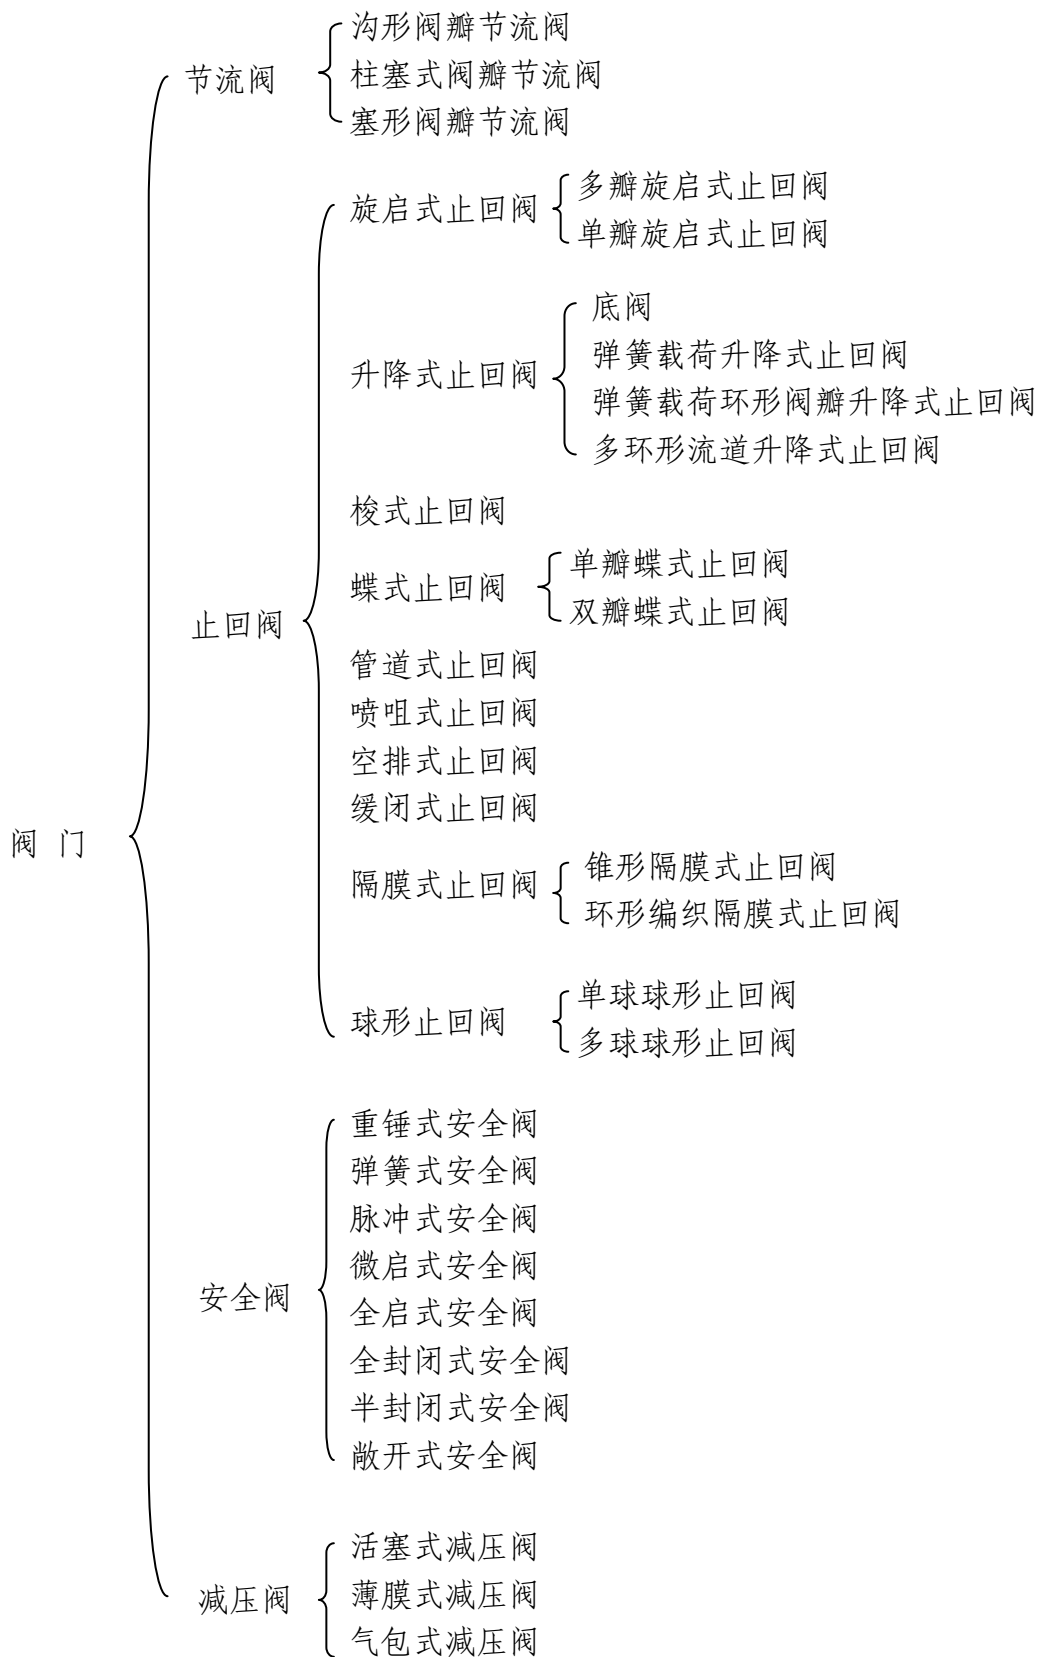 阀 门
节流阀
沟形阀瓣节流阀
柱塞式阀瓣节流阀
塞形阀瓣节流阀
止回阀
旋启式止回阀
多瓣旋启式止回阀
单瓣旋启式止回阀
升降式止回阀
底阀
弹簧载荷升降式止回阀
弹簧载荷环形阀瓣升降式止回阀
多环形流道升降式止回阀
梭式止回阀
蝶式止回阀
单瓣蝶式止回阀
双瓣蝶式止回阀
管道式止回阀
喷咀式止回阀
空排式止回阀
缓闭式止回阀
隔膜式止回阀
锥形隔膜式止回阀
环形编织隔膜式止回阀
球形止回阀
单球球形止回阀
多球球形止回阀
安全阀
重锤式安全阀
弹簧式安全阀
脉冲式安全阀
微启式安全阀
全启式安全阀
全封闭式安全阀
半封闭式安全阀
敞开式安全阀
减压阀
活塞式减压阀
薄膜式减压阀
气包式减压阀